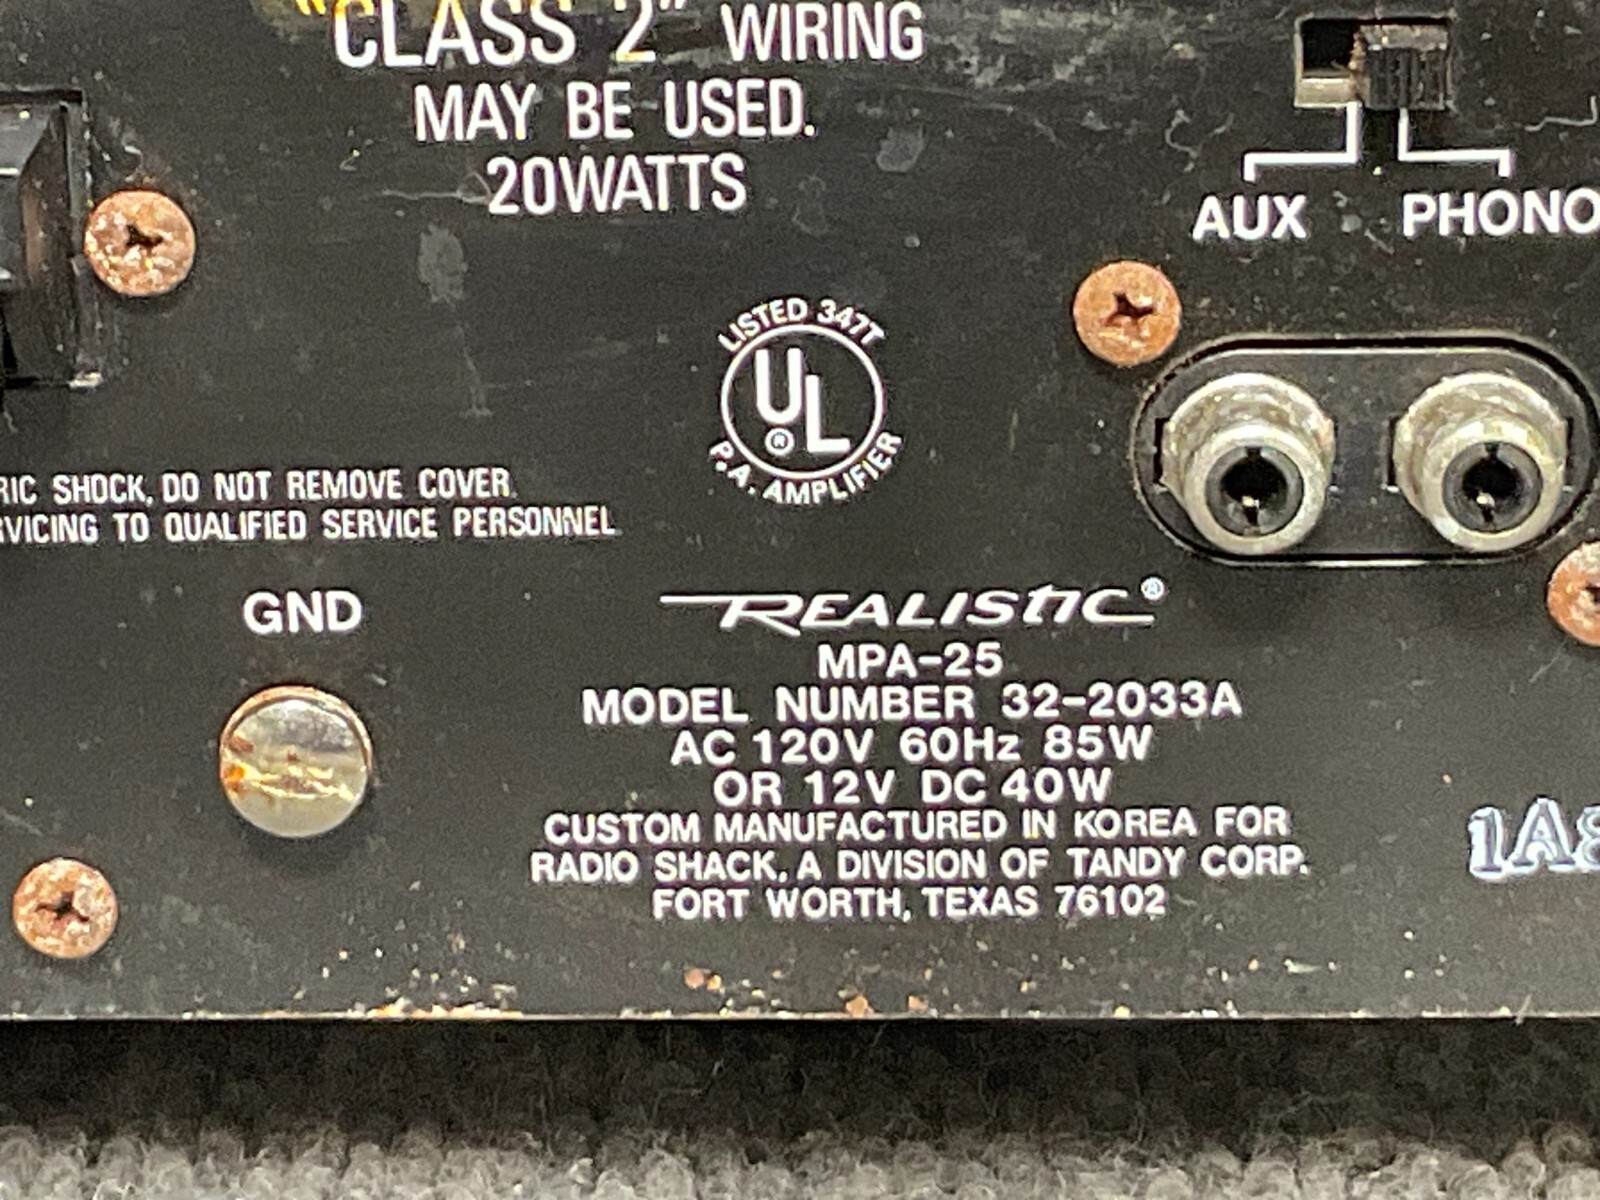 "CLASS 2" WIRING
MAY BE USED.
20WATTS
AUX PHONO
LISTED 347T
UL
®
P.A. AMPLIFIER
RIC SHOCK, DO NOT REMOVE COVER.
RVICING TO QUALIFIED SERVICE PERSONNEL
GND
REALISTIC®
MPA-25
MODEL NUMBER 32-2033A
AC 120V 60Hz 85W
OR 12V DC 40W
CUSTOM MANUFACTURED IN KOREA FOR
RADIO SHACK, A DIVISION OF TANDY CORP.
FORT WORTH, TEXAS 76102
1A8